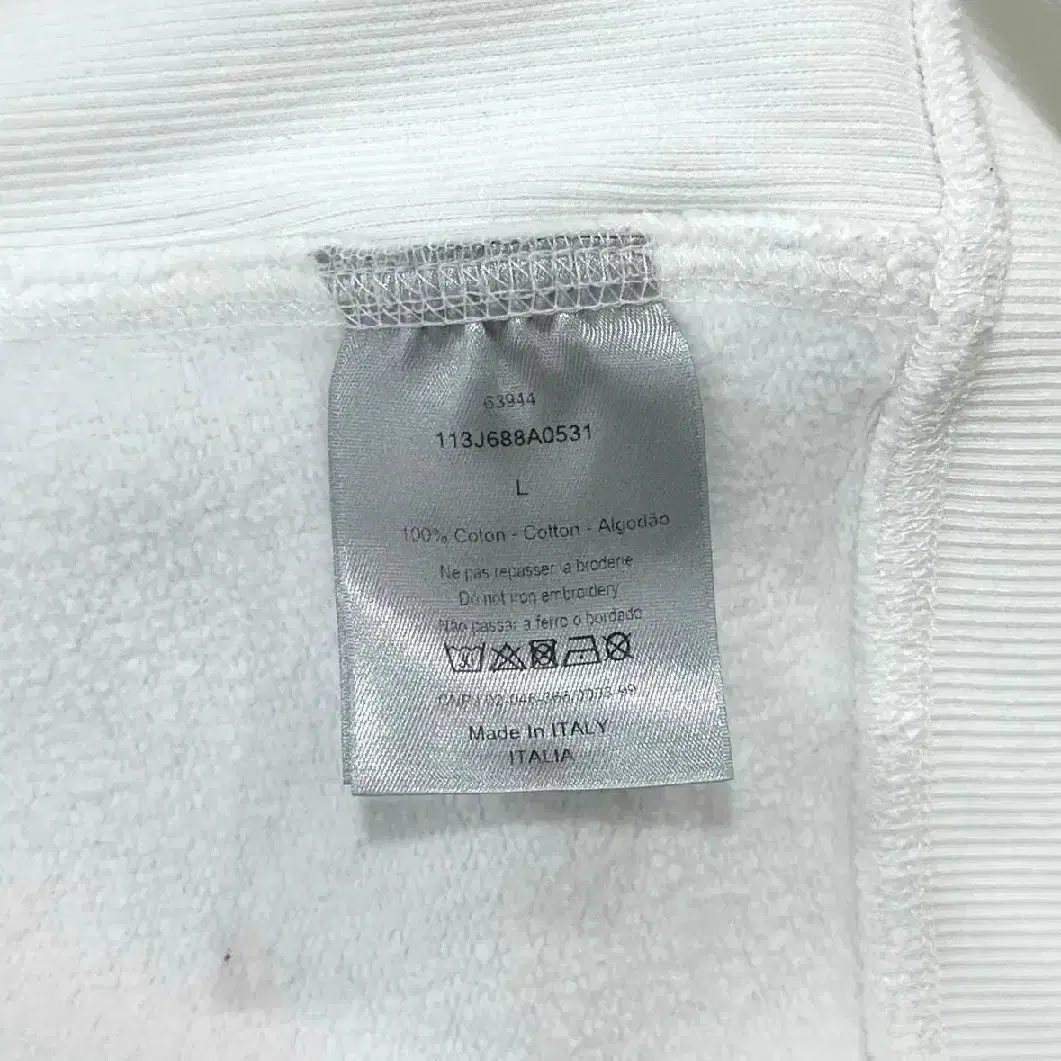 63944
113J688A0531
L
100% Coton - Cotton - Algodão
Ne pas repasser la broderie
Do not iron embroidery
Não passar a ferro o bordado
Made In ITALY
ITALIA